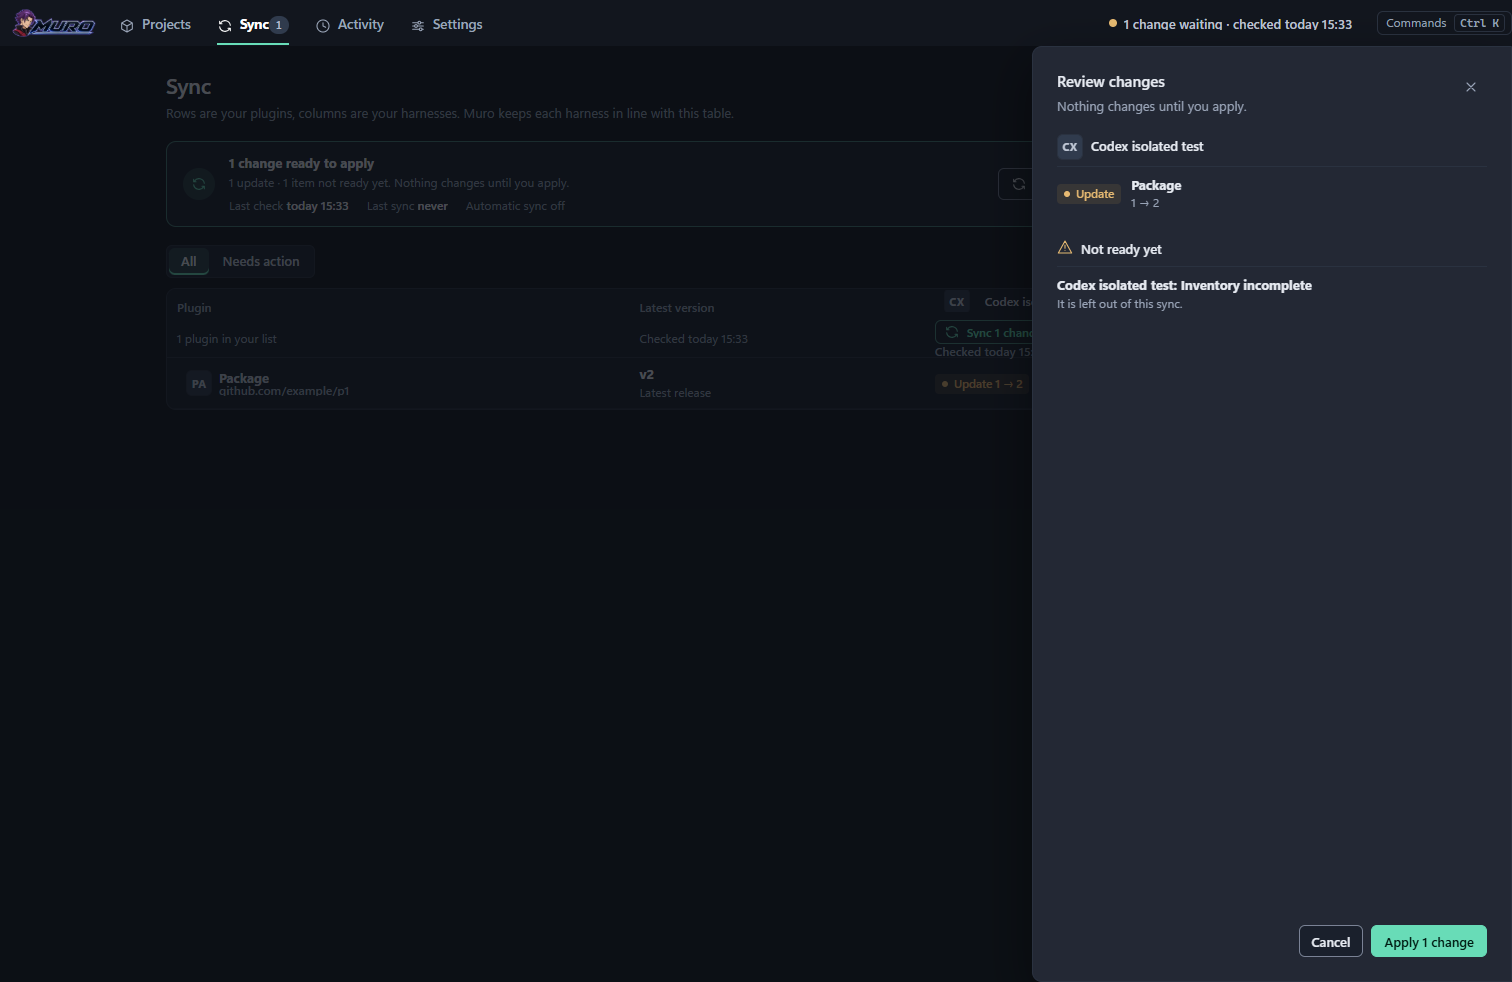 MURO
Projects
Sync 1
Activity
Settings
1 change waiting · checked today 15:33
Commands Ctrl K
Sync
Rows are your plugins, columns are your harnesses. Muro keeps each harness in line with this table.
1 change ready to apply
1 update · 1 item not ready yet. Nothing changes until you apply.
Last check today 15:33 Last sync never Automatic sync off
All
Needs action
Plugin
Latest version
CX
1 plugin in your list
Checked today 15:33
Sync 1
Checked today
PA
Package
github.com/example/p1
v2
Latest release
Update 1 → 2
Review changes
Nothing changes until you apply.
CX Codex isolated test
Update
Package
1 → 2
Not ready yet
Codex isolated test: Inventory incomplete
It is left out of this sync.
Cancel
Apply 1 change